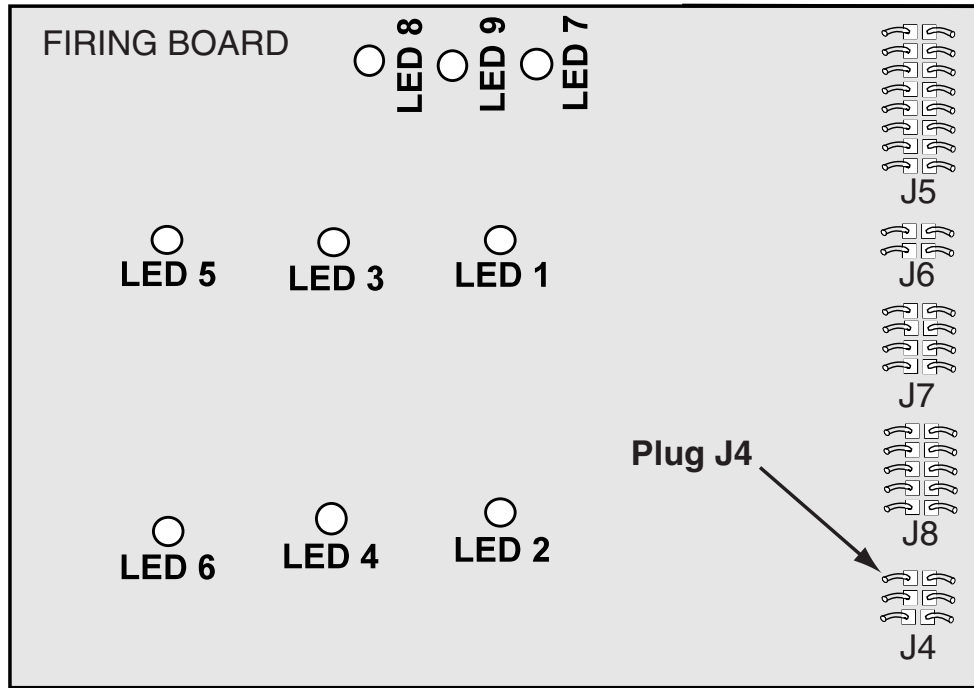 FIRING BOARD
LED 8
LED 9
LED 7
J5
LED 5
LED 3
LED 1
J6
J7
Plug J4
J8
LED 6
LED 4
LED 2
J4